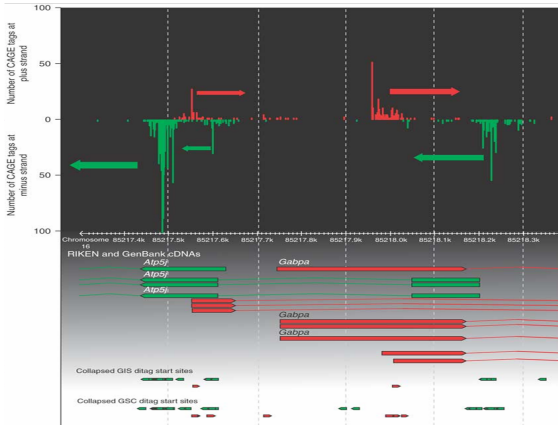 Number of CAGE tags at
plus strand
Number of CAGE tags at
minus strand
100
50
0
50
100
Chromosome
16
85217.4k 85217.5k 85217.6k 85217.7k 85217.8k 85217.9k 85218.0k 85218.1k 85218.2k 85218.3k
RIKEN and GenBank cDNAs
Atp5j Gabpa
Atp5j
Atp5j
Gabpa
Gabpa
Collapsed GIS ditag start sites
Collapsed GSC ditag start sites